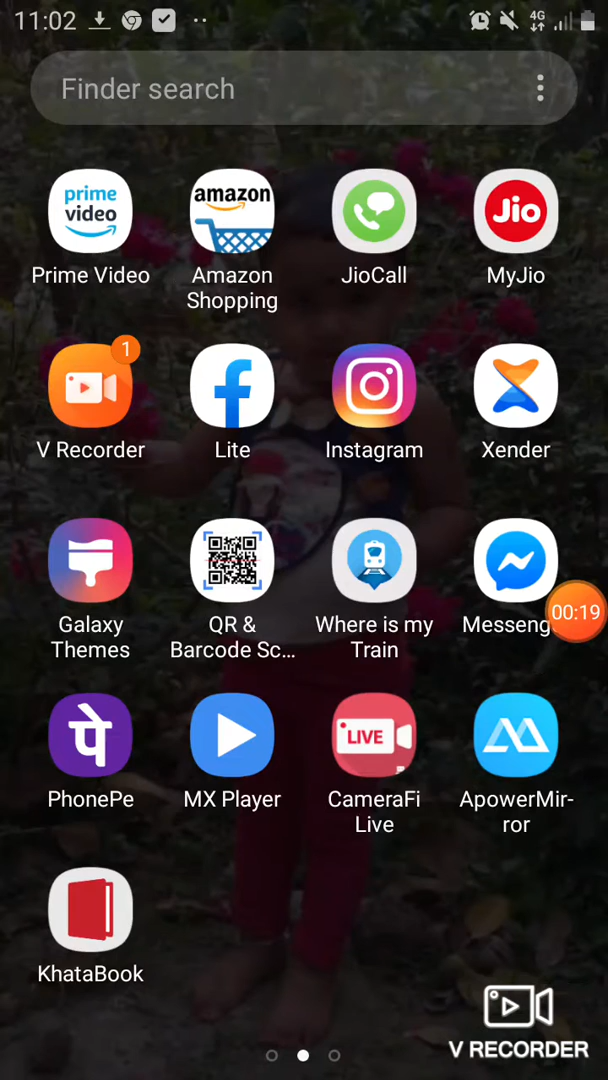 11:02
4G
Finder search
prime video
amazon
Jio
Prime Video
Amazon Shopping
JioCall
MyJio
1
V Recorder
Lite
Instagram
Xender
Galaxy Themes
QR & Barcode Sc...
Where is my Train
Messeng
00:19
पे
LIVE
PhonePe
MX Player
CameraFi Live
ApowerMir-
ror
KhataBook
V RECORDER